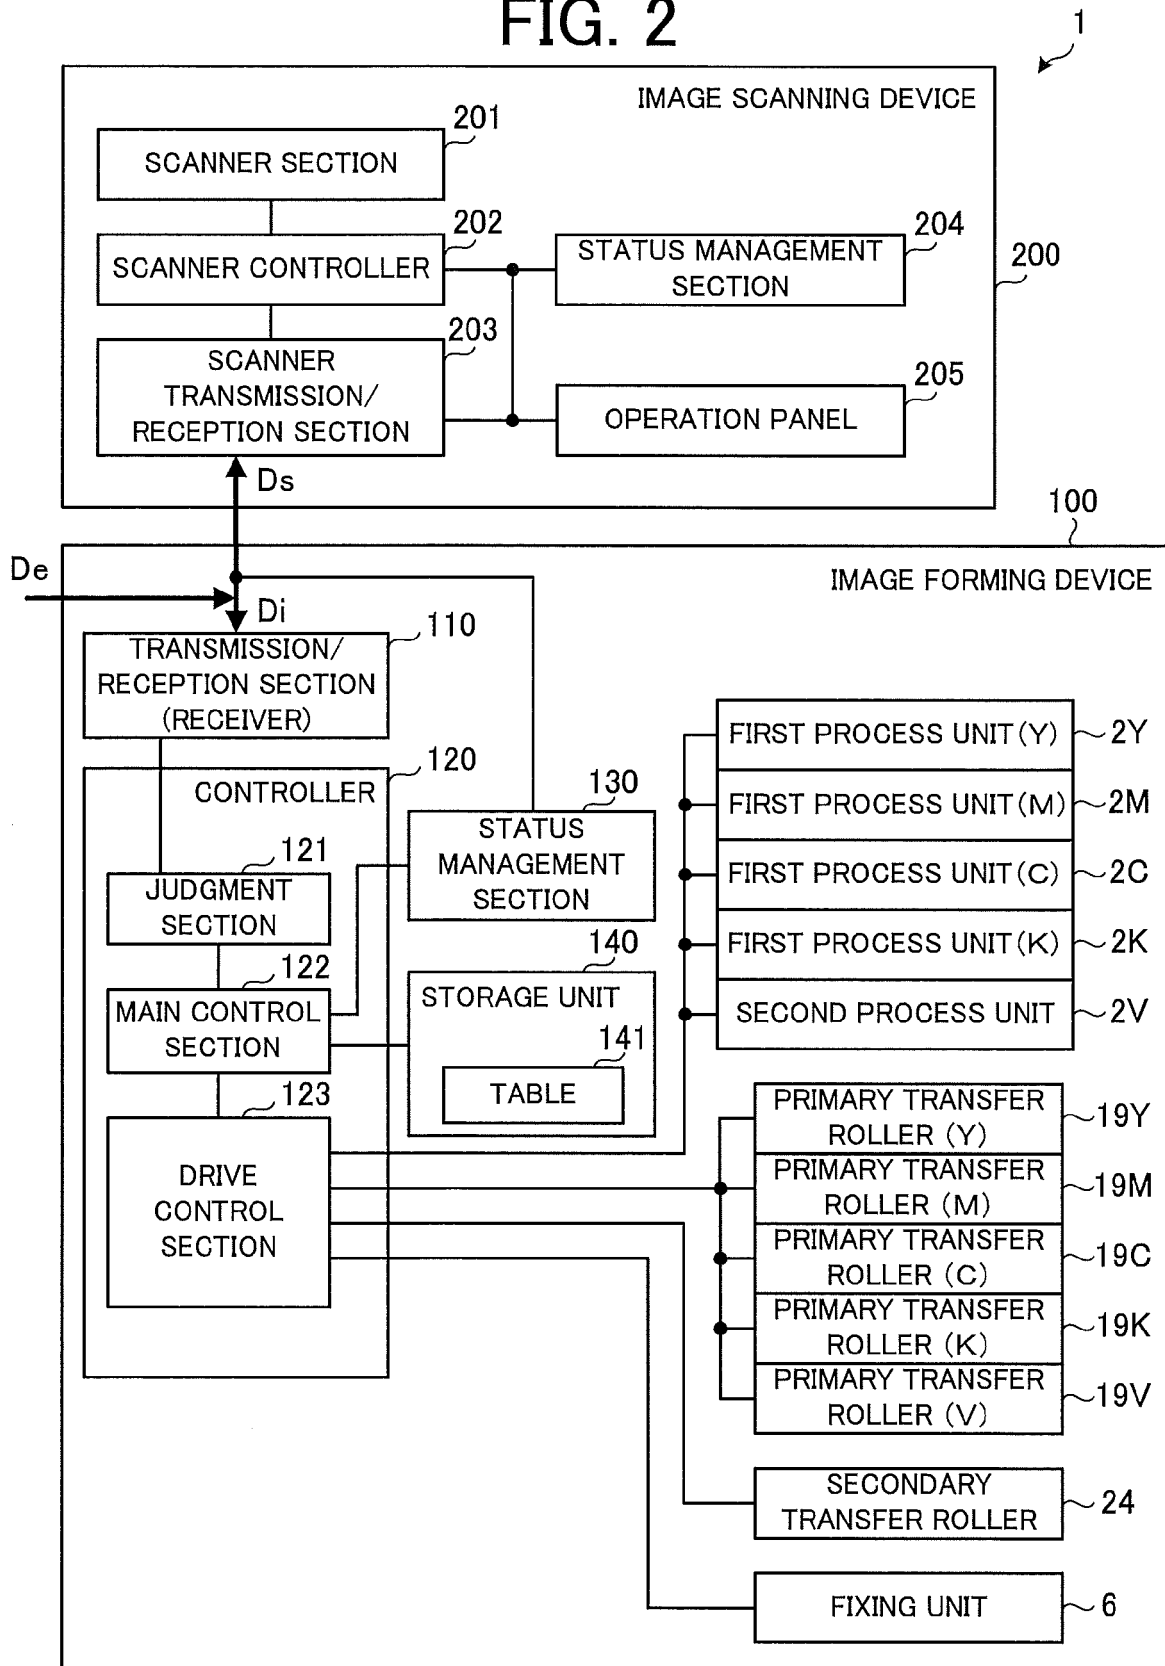 FIG. 2
1
IMAGE SCANNING DEVICE
201
SCANNER SECTION
202
SCANNER CONTROLLER
204
STATUS MANAGEMENT
SECTION
200
203
SCANNER
TRANSMISSION/
RECEPTION SECTION
205
OPERATION PANEL
Ds
100
De
IMAGE FORMING DEVICE
Di
110
TRANSMISSION/
RECEPTION SECTION
(RECEIVER)
120
CONTROLLER
130
STATUS
MANAGEMENT
SECTION
121
JUDGMENT
SECTION
122
MAIN CONTROL
SECTION
140
STORAGE UNIT
141
TABLE
123
DRIVE
CONTROL
SECTION
FIRST PROCESS UNIT(Y) 2Y
FIRST PROCESS UNIT(M) 2M
FIRST PROCESS UNIT(C) 2C
FIRST PROCESS UNIT(K) 2K
SECOND PROCESS UNIT 2V
PRIMARY TRANSFER
ROLLER (Y)
19Y
PRIMARY TRANSFER
ROLLER (M)
19M
PRIMARY TRANSFER
ROLLER (C)
19C
PRIMARY TRANSFER
ROLLER (K)
19K
PRIMARY TRANSFER
ROLLER (V)
19V
SECONDARY
TRANSFER ROLLER
24
FIXING UNIT 6